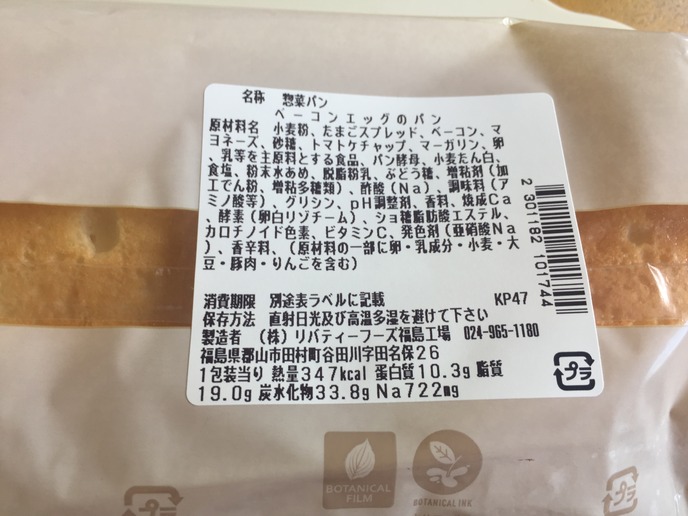 名称 惣菜パン
ベーコンエッグのパン
原材料名 小麦粉、たまごスプレッド、ベーコン、マ
ヨネーズ、砂糖、トマトケチャップ、マーガリン、卵
、乳等を主原料とする食品、パン酵母、小麦たん白、
食塩、粉末水あめ、脱脂粉乳、ぶどう糖、増粘剤(加
工でん粉、増粘多糖類)、酢酸(Na)、調味料(ア
ミノ酸等)、グリシン、pH調整剤、香料、焼成Ca
、酵素(卵白リゾチーム)、ショ糖脂肪酸エステル、
カロチノイド色素、ビタミンC、発色剤(亜硝酸Na
)、香辛料、(原材料の一部に卵・乳成分・小麦・大
豆・豚肉・りんごを含む)
2 301182 101744
消費期限 別途表ラベルに記載 KP47
保存方法 直射日光及び高温多湿を避けて下さい
製造者 (株)リバティーフーズ福島工場 024-965-1180
福島県郡山市田村町谷田川字田名保26
1包装当り 熱量347kcal 蛋白質10.3g 脂質
19.0g 炭水化物33.8g Na722mg
プラ
BOTANICAL
FILM
BOTANICAL INK
プラ
プラ